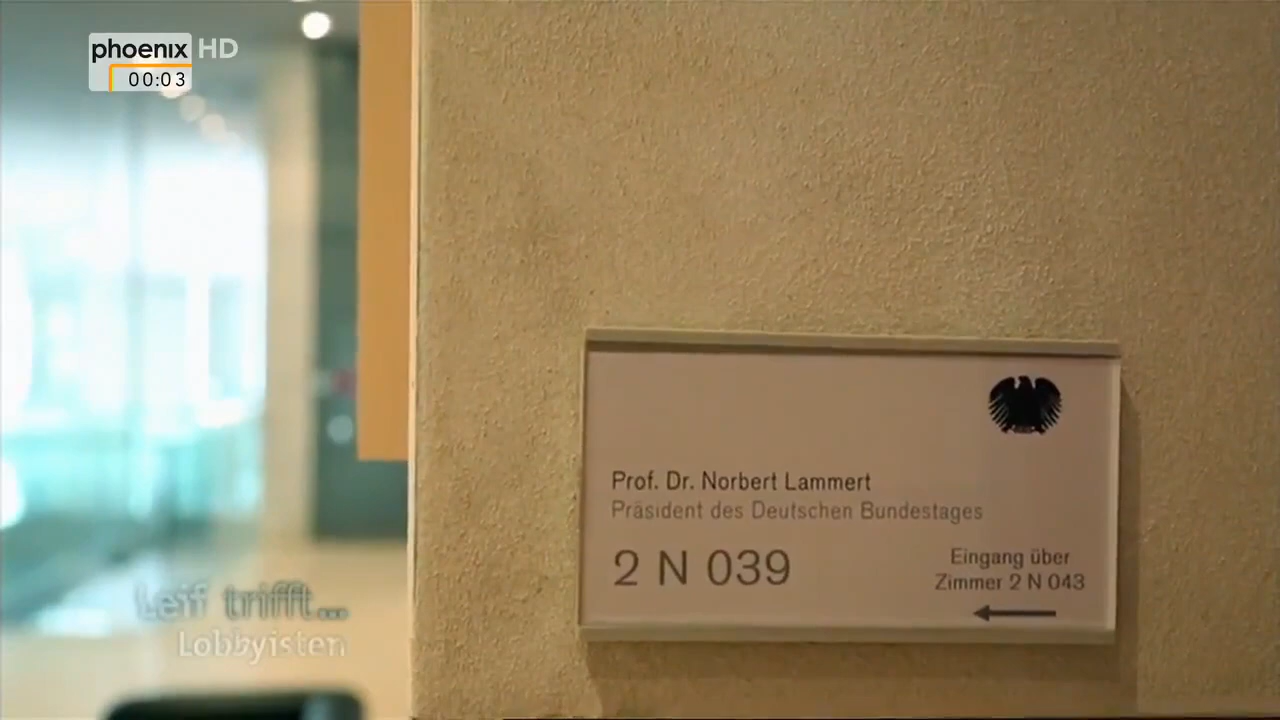 phoenix HD
00:03
Prof. Dr. Norbert Lammert
Präsident des Deutschen Bundestages
2 N 039
Eingang über
Zimmer 2 N 043
Leif trifft...
Lobbyisten